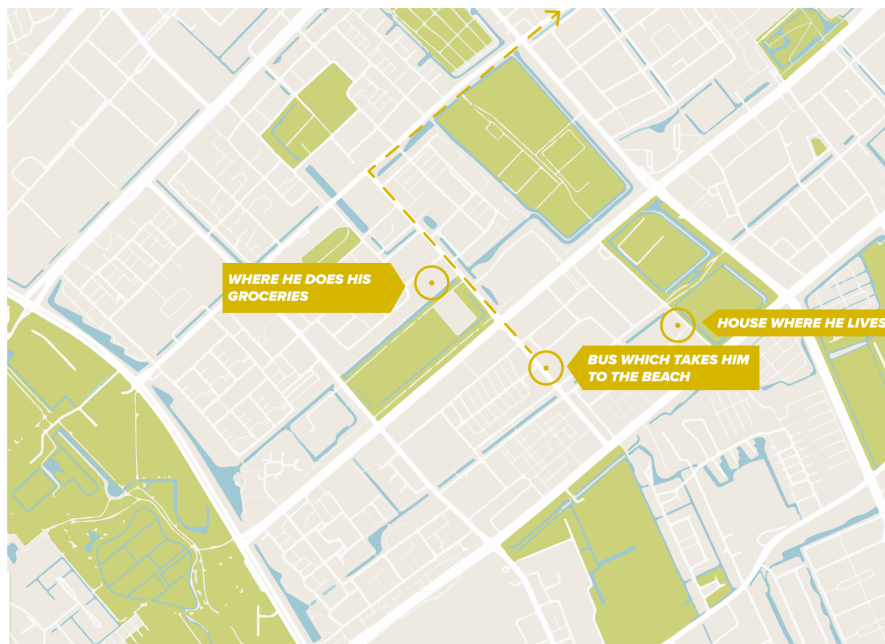 WHERE HE DOES HIS
GROCERIES
HOUSE WHERE HE LIVES
BUS WHICH TAKES HIM
TO THE BEACH